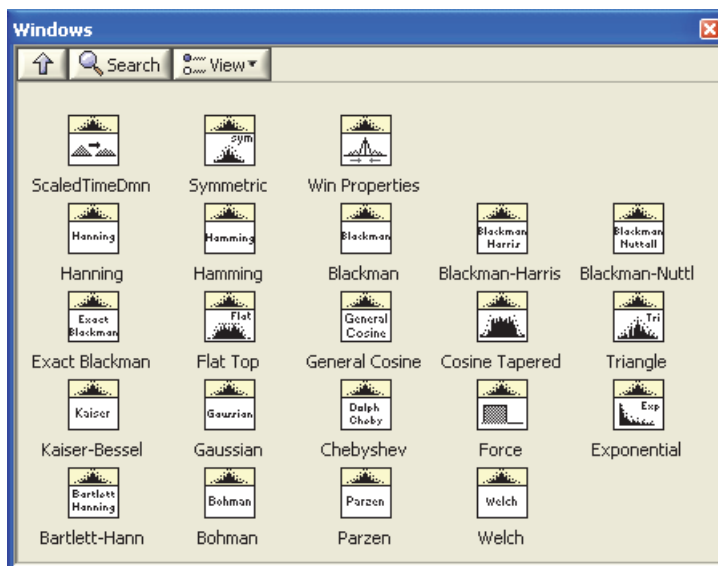 Windows
Search View
sym
ScaledTimeDmn Symmetric Win Properties
Hanning Hamming Blackman Blackman Harris Blackman Nuttall
Hanning Hamming Blackman Blackman-Harris Blackman-Nuttl
Exact Blackman Flat General Cosine Tri
Exact Blackman Flat Top General Cosine Cosine Tapered Triangle
Kaiser Gaussian Dolph Cheby Exp
Kaiser-Bessel Gaussian Chebyshev Force Exponential
Bartlett Hanning Bohman Parzen Welch
Bartlett-Hann Bohman Parzen Welch